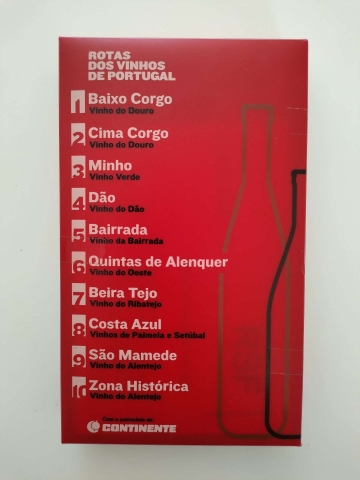 ROTAS
DOS VINHOS
DE PORTUGAL
1 Baixo Corgo
Vinho do Douro
2 Cima Corgo
Vinho do Douro
3 Minho
Vinho Verde
4 Dão
Vinho do Dão
5 Bairrada
Vinho da Bairrada
6 Quintas de Alenquer
Vinho do Oeste
7 Beira Tejo
Vinho do Ribatejo
8 Costa Azul
Vinhos de Palmela e Setúbal
9 São Mamede
Vinho do Alentejo
10 Zona Histórica
Vinho do Alentejo
Com o patrocínio de
CONTINENTE